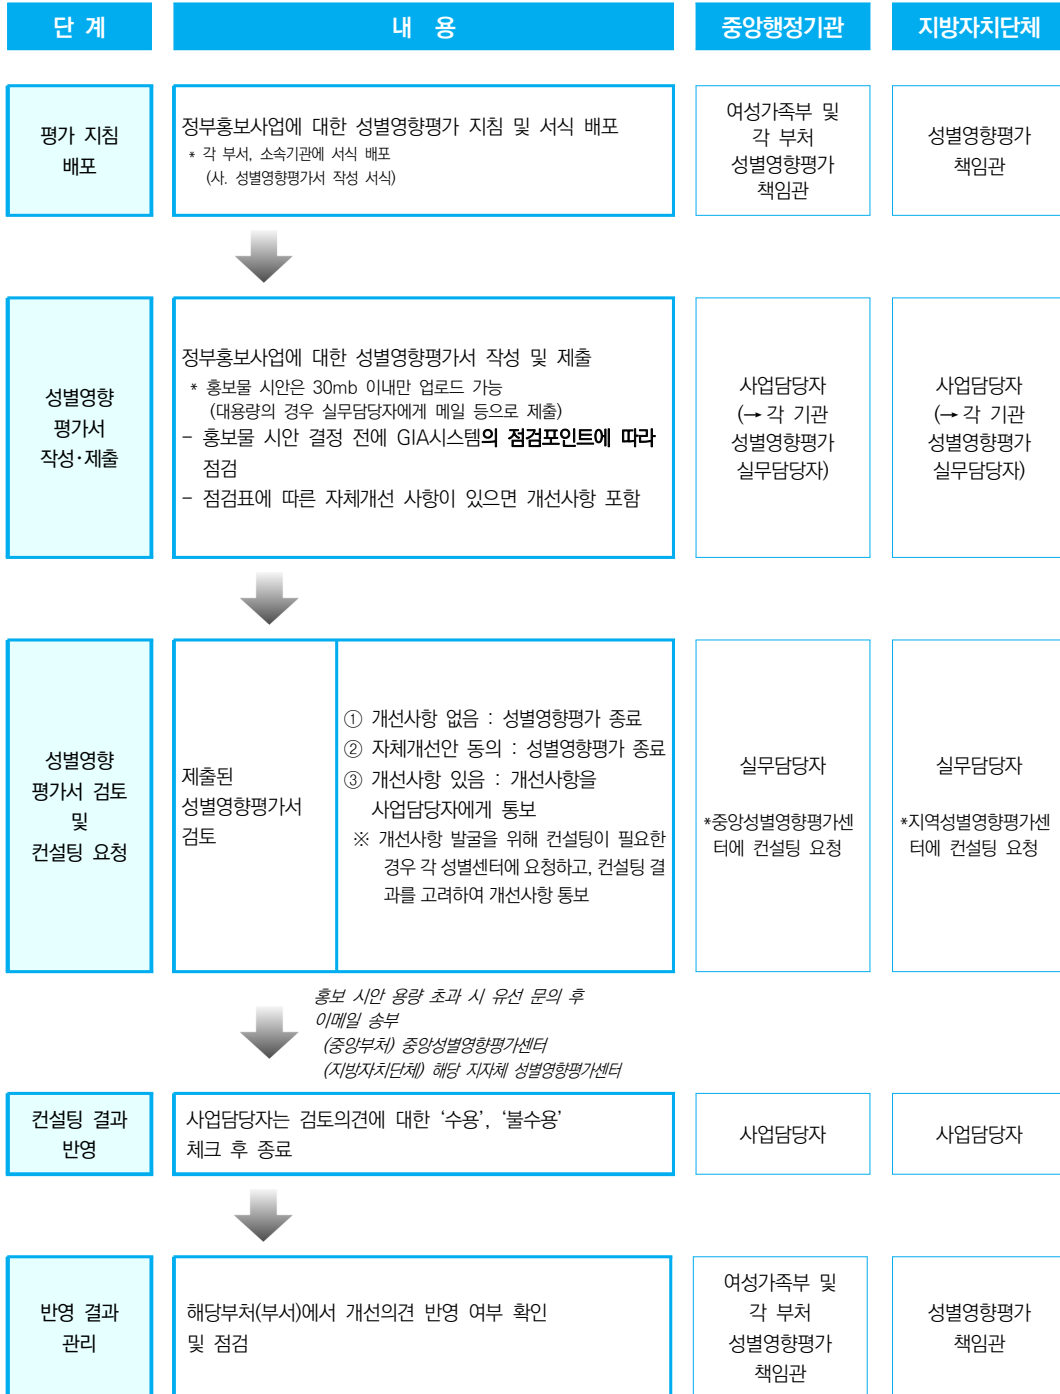 단 계
내 용
중앙행정기관
지방자치단체
평가 지침
배포
정부홍보사업에 대한 성별영향평가 지침 및 서식 배포
* 각 부서, 소속기관에 서식 배포
(사. 성별영향평가서 작성 서식)
여성가족부 및
각 부처
성별영향평가
책임관
성별영향평가
책임관
성별영향
평가서
작성·제출
정부홍보사업에 대한 성별영향평가서 작성 및 제출
* 홍보물 시안은 30mb 이내만 업로드 가능
(대용량의 경우 실무담당자에게 메일 등으로 제출)
- 홍보물 시안 결정 전에 GIA시스템의 점검포인트에 따라
점검
- 점검표에 따른 자체개선 사항이 있으면 개선사항 포함
사업담당자
(→각 기관
성별영향평가
실무담당자)
사업담당자
(→각 기관
성별영향평가
실무담당자)
성별영향
평가서 검토
및
컨설팅 요청
제출된
성별영향평가서
검토
① 개선사항 없음 : 성별영향평가 종료
② 자체개선안 동의 : 성별영향평가 종료
③ 개선사항 있음 : 개선사항을
사업담당자에게 통보
※ 개선사항 발굴을 위해 컨설팅이 필요한
경우 각 성별센터에 요청하고, 컨설팅 결
과를 고려하여 개선사항 통보
실무담당자
*중앙성별영향평가센
터에 컨설팅 요청
실무담당자
*지역성별영향평가센
터에 컨설팅 요청
홍보 시안 용량 초과 시 유선 문의 후
이메일 송부
(중앙부처) 중앙성별영향평가센터
(지방자치단체) 해당 지자체 성별영향평가센터
컨설팅 결과
반영
사업담당자는 검토의견에 대한 ‘수용’, ‘불수용’
체크 후 종료
사업담당자
사업담당자
반영 결과
관리
해당부처(부서)에서 개선의견 반영 여부 확인
및 점검
여성가족부 및
각 부처
성별영향평가
책임관
성별영향평가
책임관